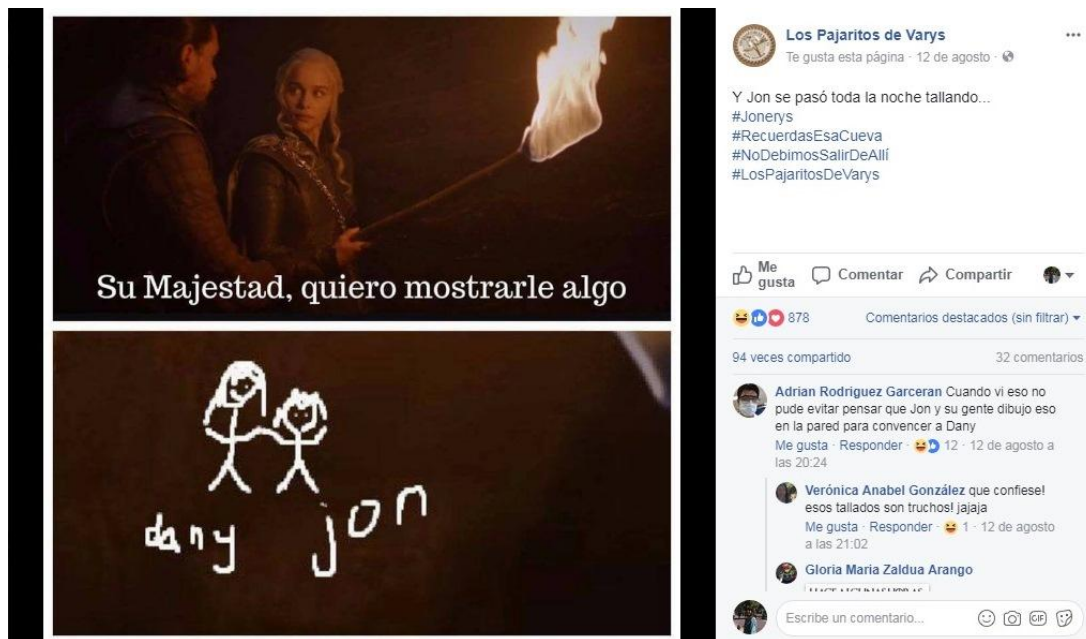 Su Majestad, quiero mostrarle algo
dany jon
Los Pajaritos de Varys
Te gusta esta página · 12 de agosto ·
Y Jon se pasó toda la noche tallando...
#Jonerys
#RecuerdasEsaCueva
#NoDebimosSalirDeAllí
#LosPajaritosDeVarys
Me gusta Comentar Compartir
878 Comentarios destacados (sin filtrar)
94 veces compartido 32 comentarios
Adrian Rodriguez Garceran Cuando vi eso no
pude evitar pensar que Jon y su gente dibujo eso
en la pared para convencer a Dany
Me gusta · Responder · 12 · 12 de agosto a
las 20:24
Verónica Anabel González que confiese!
esos tallados son truchos! jajaja
Me gusta · Responder · 1 · 12 de agosto
a las 21:02
Gloria Maria Zaldua Arango
Escribe un comentario...
GIF